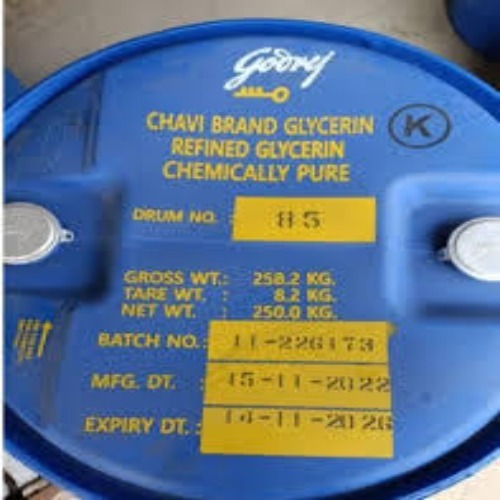 Godrej
CHAVI BRAND GLYCERIN
K
REFINED GLYCERIN
CHEMICALLY PURE
DRUM NO. : 85
GROSS WT.: 258.2 KG.
TARE WT. : 8.2 KG.
NET WT. : 250.0 KG.
BATCH NO.: 11-226173
MFG. DT. : 15-11-2022
EXPIRY DT. : 14-11-2026